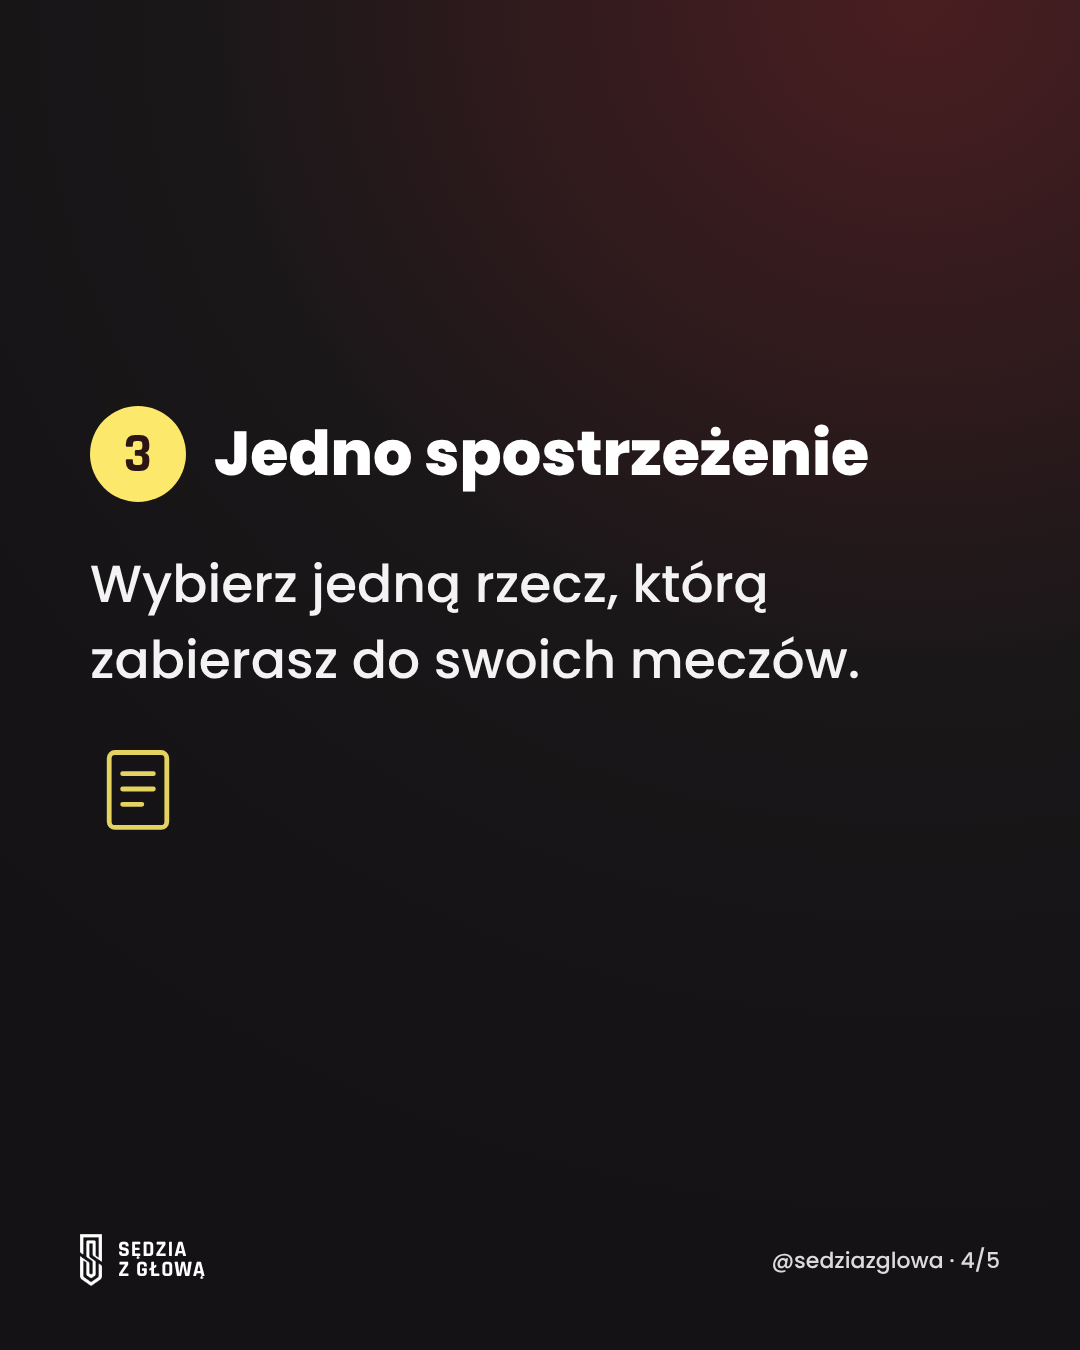 3 Jedno spostrzeżenie
Wybierz jedną rzecz, którą
zabierasz do swoich meczów.
SĘDZIA
Z GŁOWĄ
@sedziazglowa · 4/5